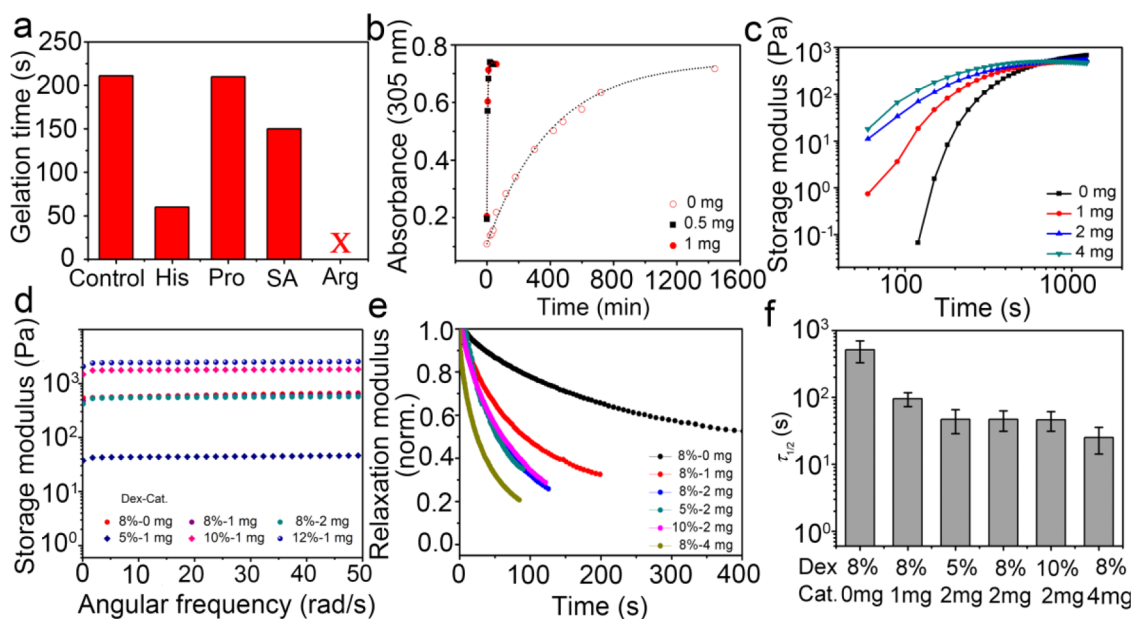 a
Gelation time (s)
250
200
150
100
50
0
X
Control His Pro SA Arg
b
Absorbance (305 nm)
0.8
0.6
0.4
0.2
0 mg
0.5 mg
1 mg
0 400 800 1200 1600
Time (min)
c
Storage modulus (Pa)
10³
10²
10¹
10⁰
10⁻¹
0 mg
1 mg
2 mg
4 mg
100 1000
Time (s)
d
Storage modulus (Pa)
10³
10²
10¹
10⁰
Dex-Cat.
8%-0 mg 8%-1 mg 8%-2 mg
5%-1 mg 10%-1 mg 12%-1 mg
0 10 20 30 40 50
Angular frequency (rad/s)
e
Relaxation modulus
(norm.)
1.0
0.8
0.6
0.4
0.2
0.0
8%-0 mg
8%-1 mg
8%-2 mg
5%-2 mg
10%-2 mg
8%-4 mg
0 100 200 300 400
Time (s)
f
τ1/2 (s)
10³
10²
10¹
10⁰
Dex 8% 8% 5% 8% 10% 8%
Cat. 0mg 1mg 2mg 2mg 2mg 4mg